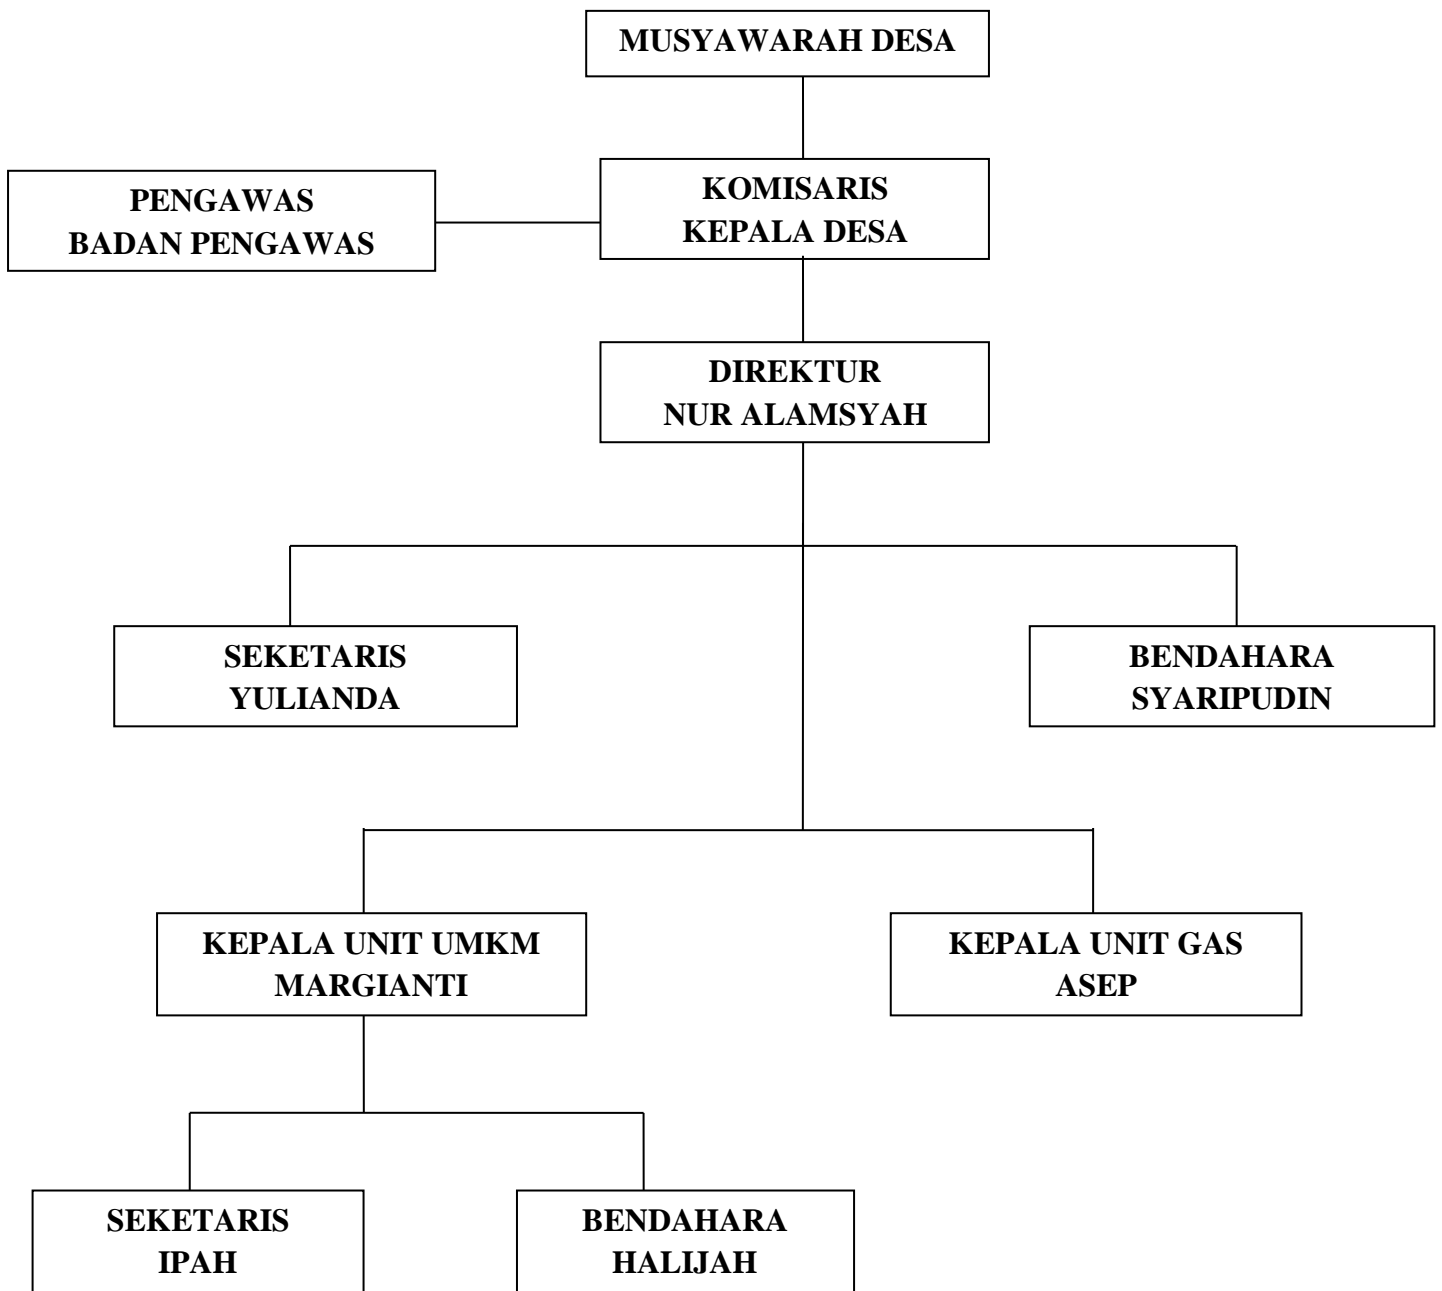 MUSYAWARAH DESA
PENGAWAS
BADAN PENGAWAS
KOMISARIS
KEPALA DESA
DIREKTUR
NUR ALAMSYAH
SEKETARIS
YULIANDA
BENDAHARA
SYARIPUDIN
KEPALA UNIT UMKM
MARGIANTI
KEPALA UNIT GAS
ASEP
SEKETARIS
IPAH
BENDAHARA
HALIJAH